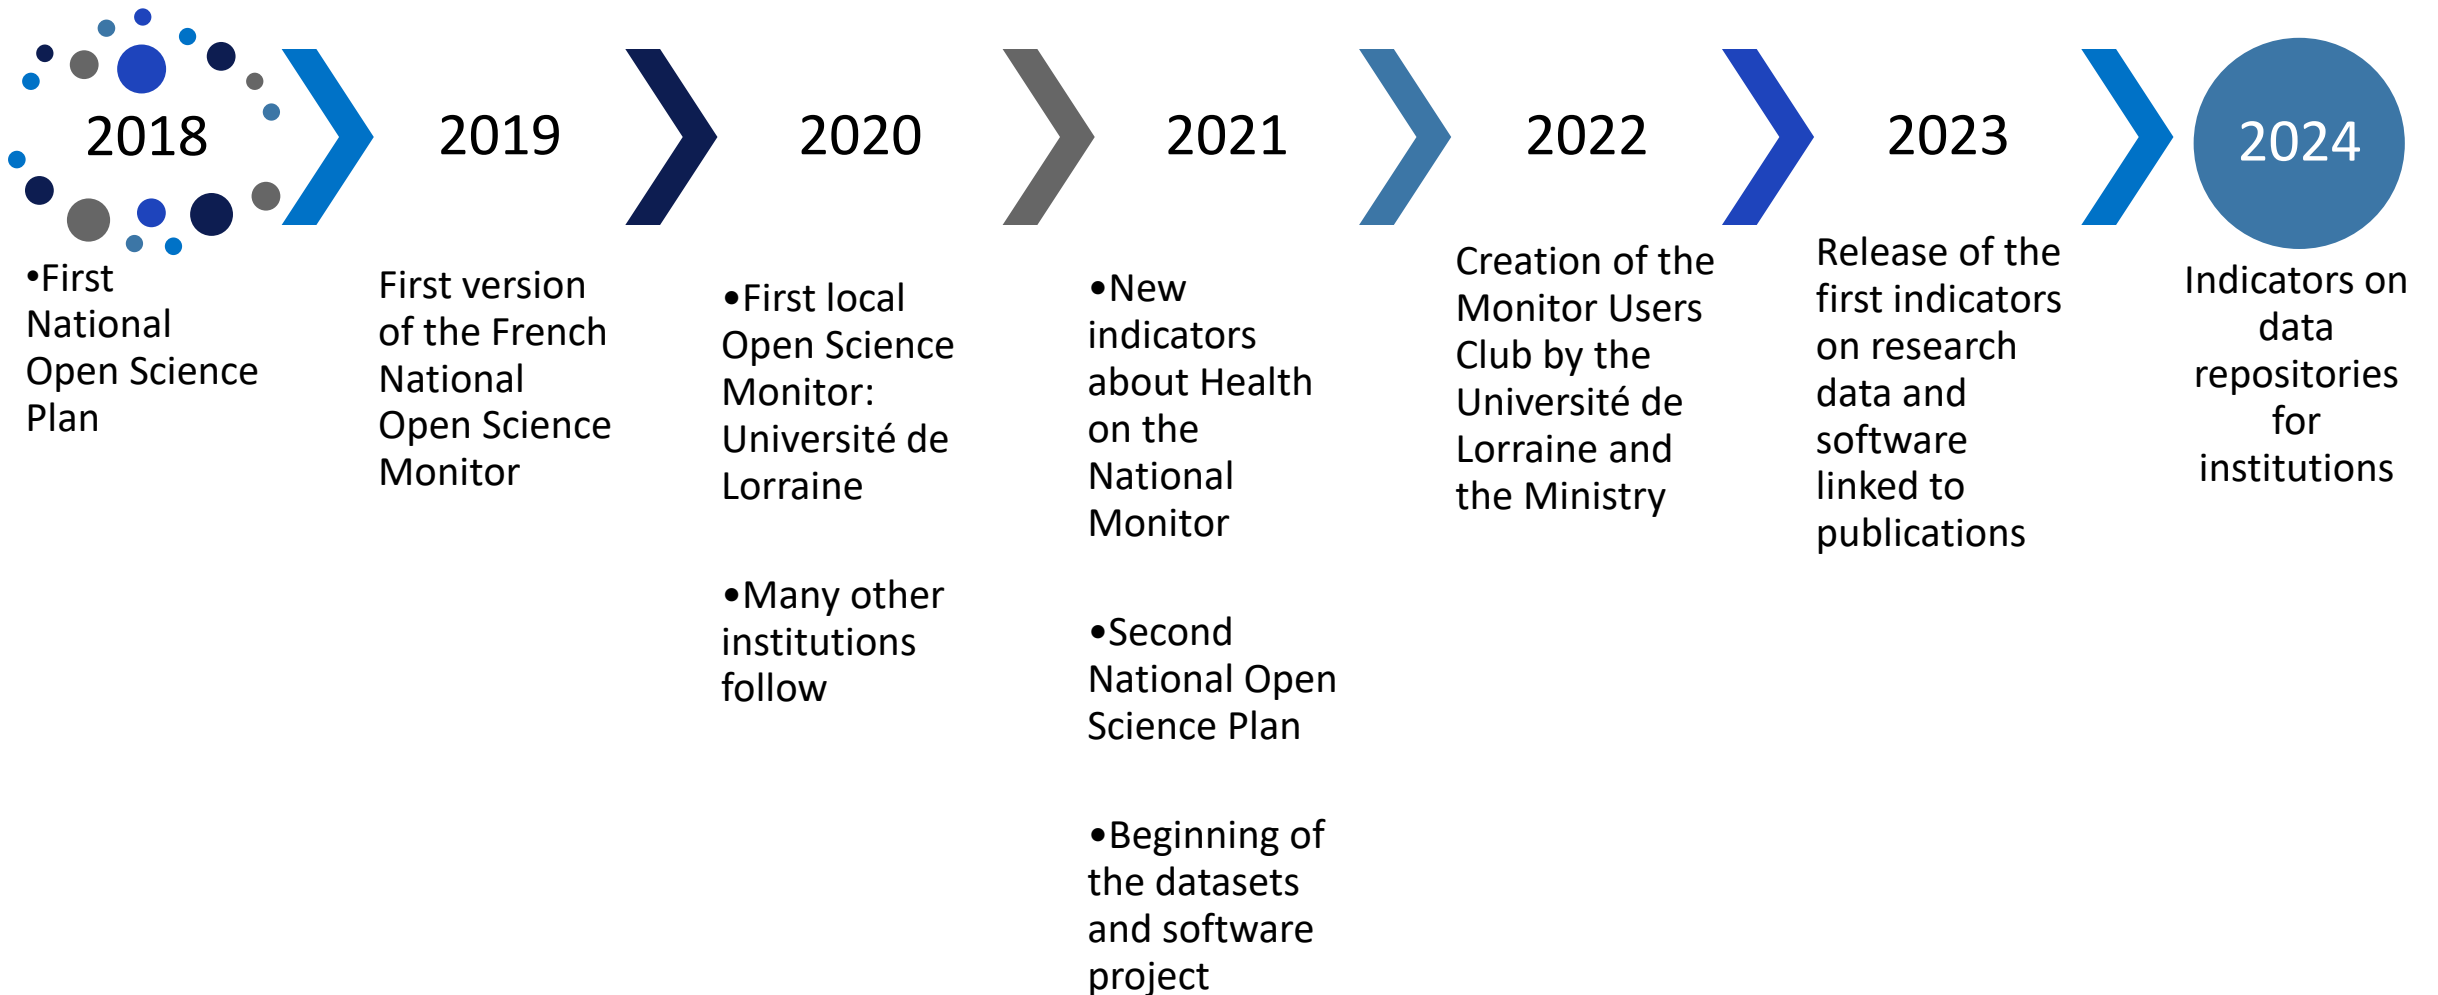 2018
•First
National
Open Science
Plan
2019
First version
of the French
National
Open Science
Monitor
2020
•First local
Open Science
Monitor:
Université de
Lorraine
•Many other
institutions
follow
2021
•New
indicators
about Health
on the
National
Monitor
•Second
National Open
Science Plan
•Beginning of
the datasets
and software
project
2022
Creation of the
Monitor Users
Club by the
Université de
Lorraine and
the Ministry
2023
Release of the
first indicators
on research
data and
software
linked to
publications
2024
Indicators on
data
repositories
for
institutions